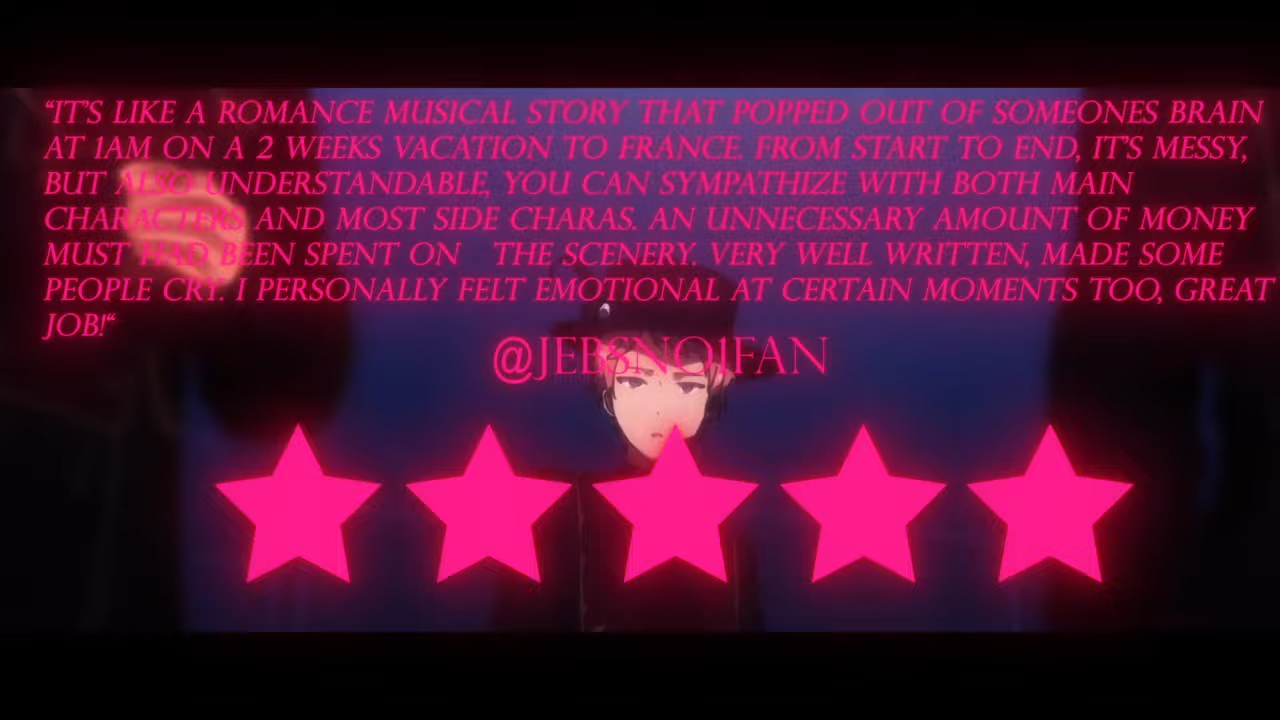 “IT'S LIKE A ROMANCE MUSICAL STORY THAT POPPED OUT OF SOMEONES BRAIN
AT 1AM ON A 2 WEEKS VACATION TO FRANCE. FROM START TO END, IT'S MESSY,
BUT ALSO UNDERSTANDABLE, YOU CAN SYMPATHIZE WITH BOTH MAIN
CHARACTERS AND MOST SIDE CHARAS. AN UNNECESSARY AMOUNT OF MONEY
MUST HAD BEEN SPENT ON THE SCENERY. VERY WELL WRITTEN, MADE SOME
PEOPLE CRY. I PERSONALLY FELT EMOTIONAL AT CERTAIN MOMENTS TOO, GREAT
JOB!“
@JEBSNO1FAN